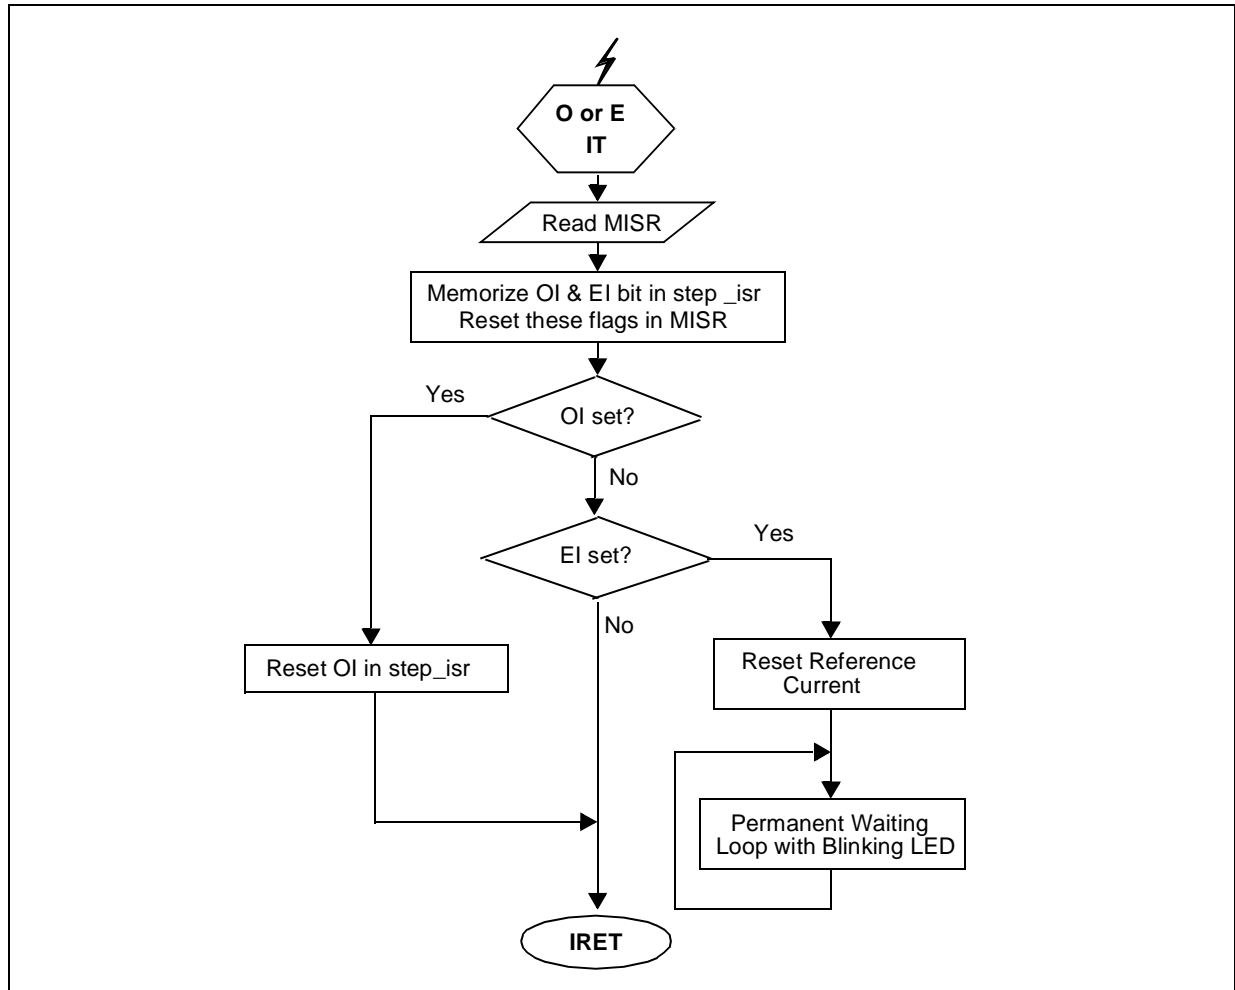 O or E
IT
Read MISR
Memorize OI & EI bit in step _isr
Reset these flags in MISR
Yes
OI set?
No
Yes
EI set?
No
Reset OI in step_isr
Reset Reference
Current
Permanent Waiting
Loop with Blinking LED
IRET